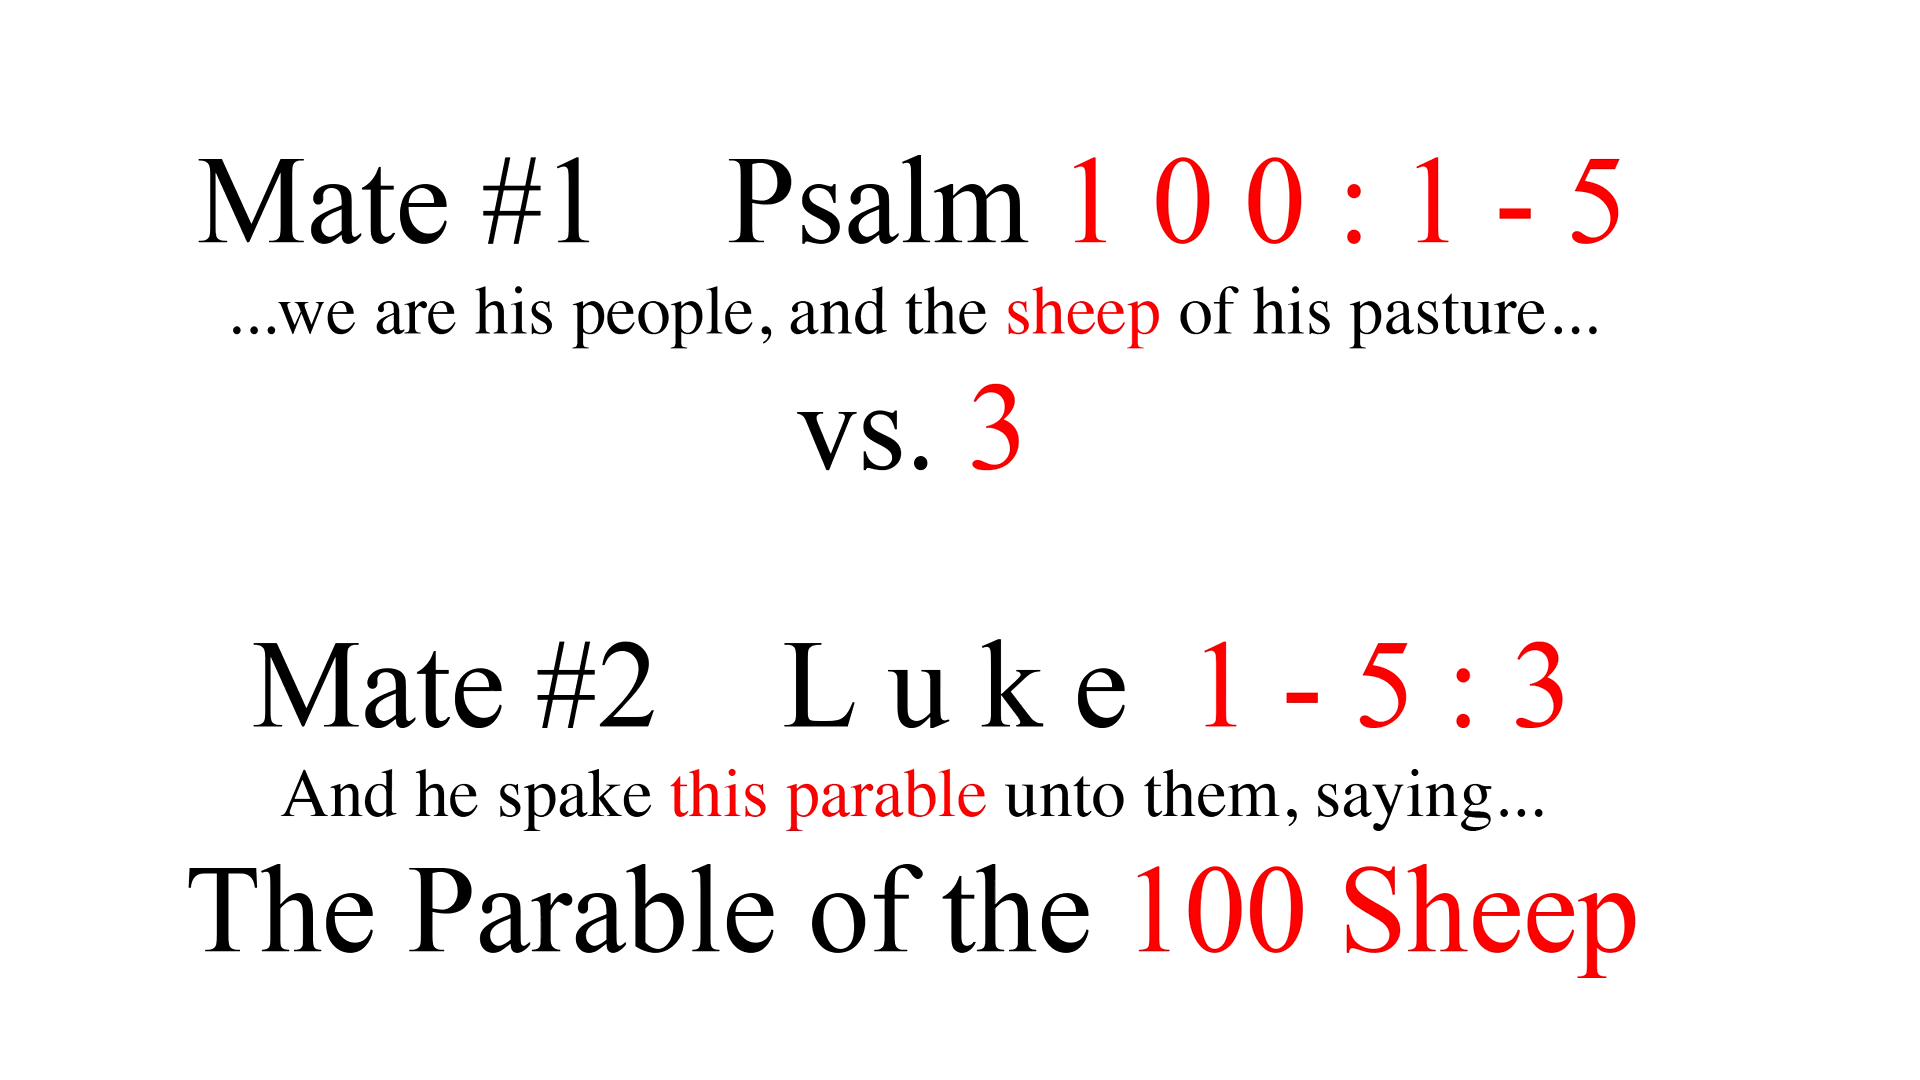 Mate #1 Psalm 1 0 0 : 1 - 5
...we are his people, and the sheep of his pasture...
vs. 3
Mate #2 L u k e 1 - 5 : 3
And he spake this parable unto them, saying...
The Parable of the 100 Sheep